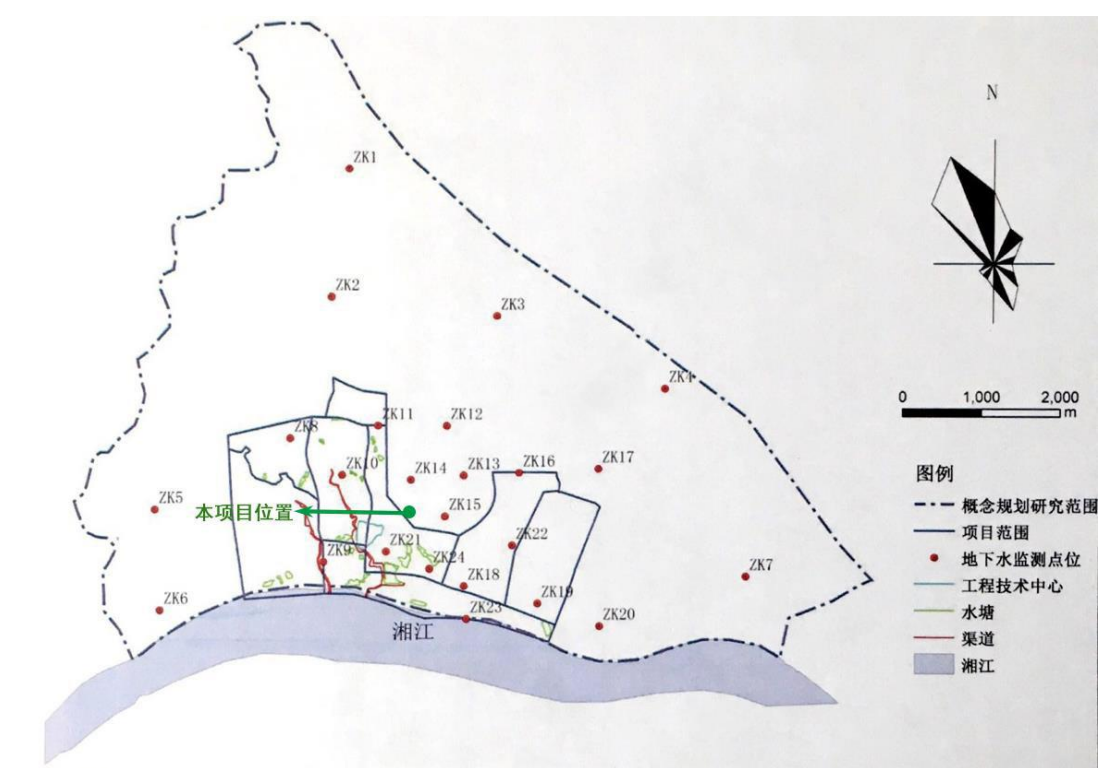 N
ZK1
ZK2
ZK3
ZK4
0 1,000 2,000
m
ZK11
ZK12
ZK8
ZK10
ZK14
ZK13
ZK16
ZK17
图例
ZK5
本项目位置
ZK15
概念规划研究范围
项目范围
ZK9
ZK21
ZK22
地下水监测点位
ZK24
ZK7
工程技术中心
ZK6
ZK18
ZK19
水塘
ZK23
ZK20
湘江
渠道
湘江